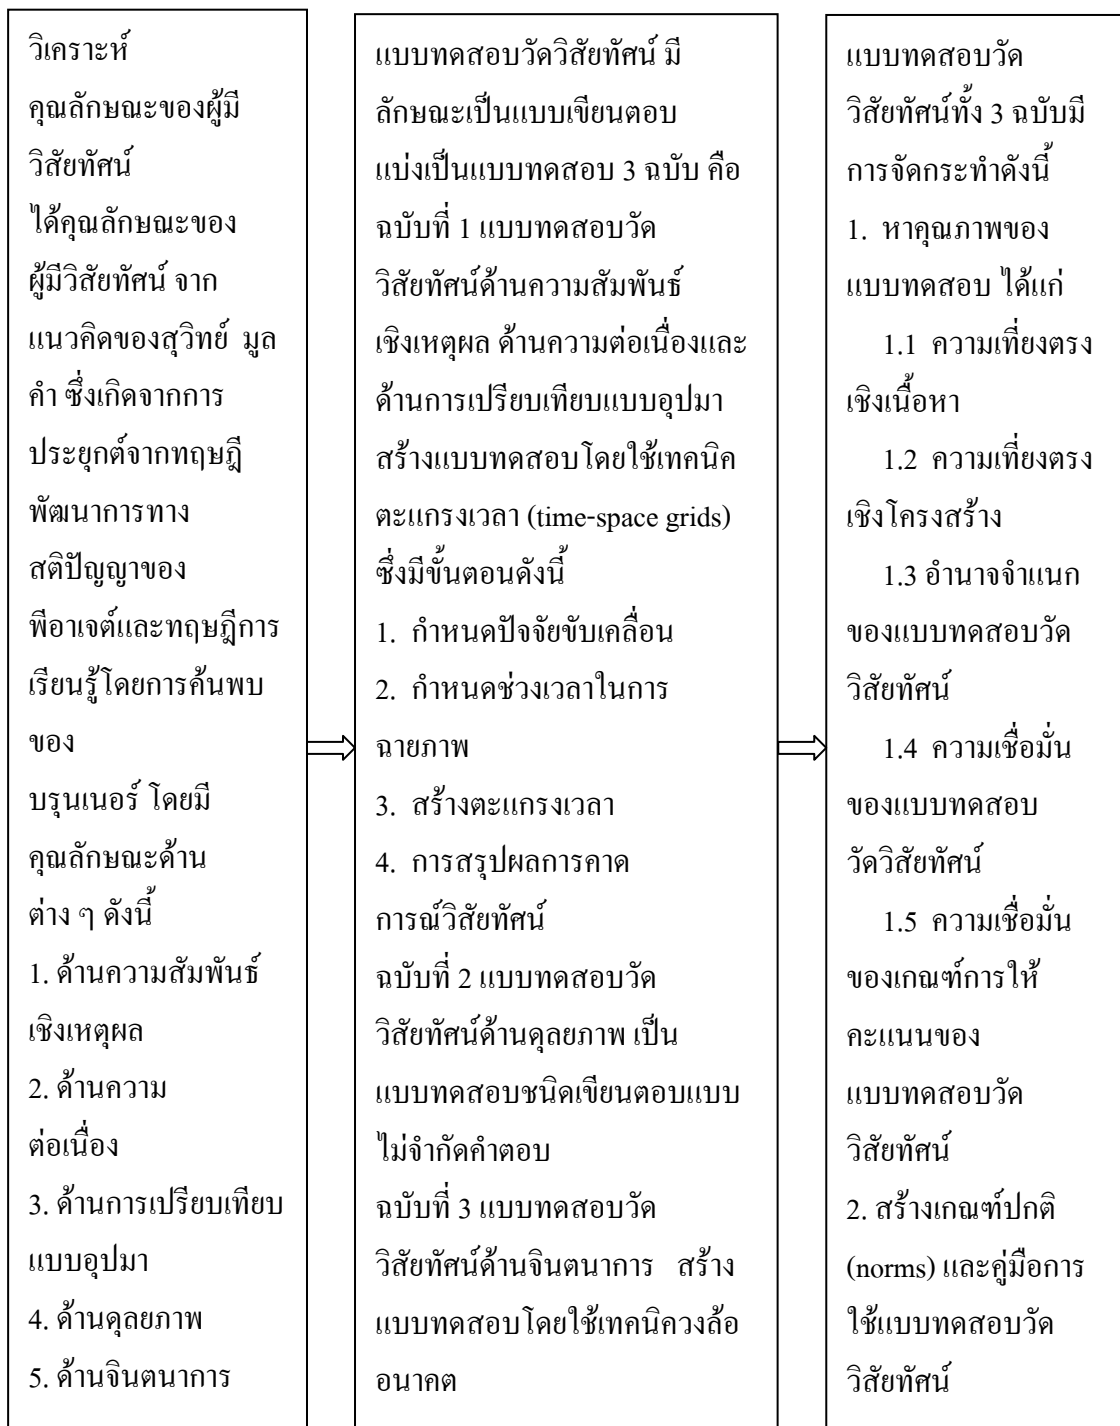 วิเคราะห์
คุณลักษณะของผู้มี
วิสัยทัศน์
ได้คุณลักษณะของ
ผู้มีวิสัยทัศน์ จาก
แนวคิดของสุวิทย์ มูล
คำ ซึ่งเกิดจากการ
ประยุกต์จากทฤษฎี
พัฒนาการทาง
สติปัญญาของ
พีอาเจต์และทฤษฎีการ
เรียนรู้โดยการค้นพบ
ของ
บรุนเนอร์ โดยมี
คุณลักษณะด้าน
ต่าง ๆ ดังนี้
1. ด้านความสัมพันธ์
เชิงเหตุผล
2. ด้านความ
ต่อเนื่อง
3. ด้านการเปรียบเทียบ
แบบอุปมา
4. ด้านดุลยภาพ
5. ด้านจินตนาการ
แบบทดสอบวัดวิสัยทัศน์ มี
ลักษณะเป็นแบบเขียนตอบ
แบ่งเป็นแบบทดสอบ 3 ฉบับ คือ
ฉบับที่ 1 แบบทดสอบวัด
วิสัยทัศน์ด้านความสัมพันธ์
เชิงเหตุผล ด้านความต่อเนื่องและ
ด้านการเปรียบเทียบแบบอุปมา
สร้างแบบทดสอบโดยใช้เทคนิค
ตะแกรงเวลา (time-space grids)
ซึ่งมีขั้นตอนดังนี้
1. กำหนดปัจจัยขับเคลื่อน
2. กำหนดช่วงเวลาในการ
ฉายภาพ
3. สร้างตะแกรงเวลา
4. การสรุปผลการคาด
การณ์วิสัยทัศน์
ฉบับที่ 2 แบบทดสอบวัด
วิสัยทัศน์ด้านดุลยภาพ เป็น
แบบทดสอบชนิดเขียนตอบแบบ
ไม่จำกัดคำตอบ
ฉบับที่ 3 แบบทดสอบวัด
วิสัยทัศน์ด้านจินตนาการ สร้าง
แบบทดสอบโดยใช้เทคนิควงล้อ
อนาคต
แบบทดสอบวัด
วิสัยทัศน์ทั้ง 3 ฉบับมี
การจัดกระทำดังนี้
1. หาคุณภาพของ
แบบทดสอบ ได้แก่
1.1 ความเที่ยงตรง
เชิงเนื้อหา
1.2 ความเที่ยงตรง
เชิงโครงสร้าง
1.3 อำนาจจำแนก
ของแบบทดสอบวัด
วิสัยทัศน์
1.4 ความเชื่อมั่น
ของแบบทดสอบ
วัดวิสัยทัศน์
1.5 ความเชื่อมั่น
ของเกณฑ์การให้
คะแนนของ
แบบทดสอบวัด
วิสัยทัศน์
2. สร้างเกณฑ์ปกติ
(norms) และคู่มือการ
ใช้แบบทดสอบวัด
วิสัยทัศน์